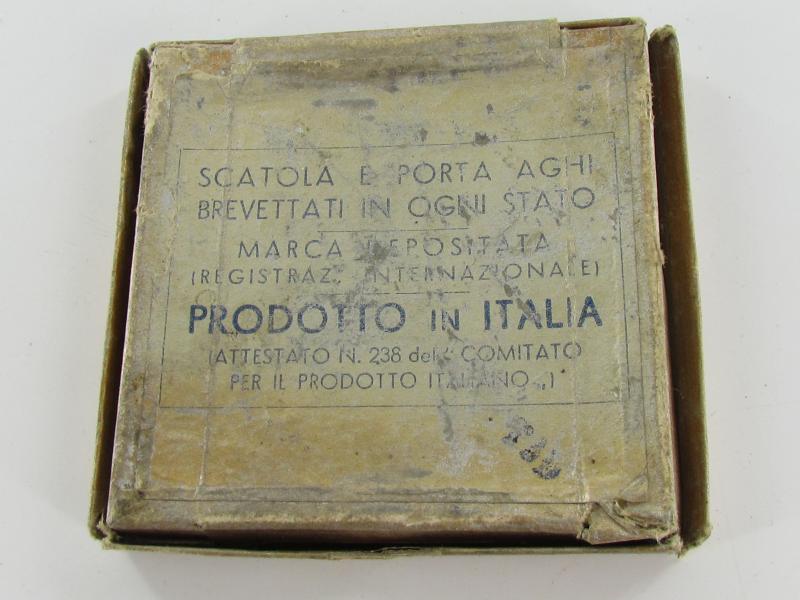 SCATOLA E PORTA AGHI
BREVETTATI IN OGNI STATO
MARCA DEPOSITATA
(REGISTRAZ. INTERNAZIONALE)
PRODOTTO IN ITALIA
(ATTESTATO N. 238 del “ COMITATO
PER IL PRODOTTO ITALIANO „)